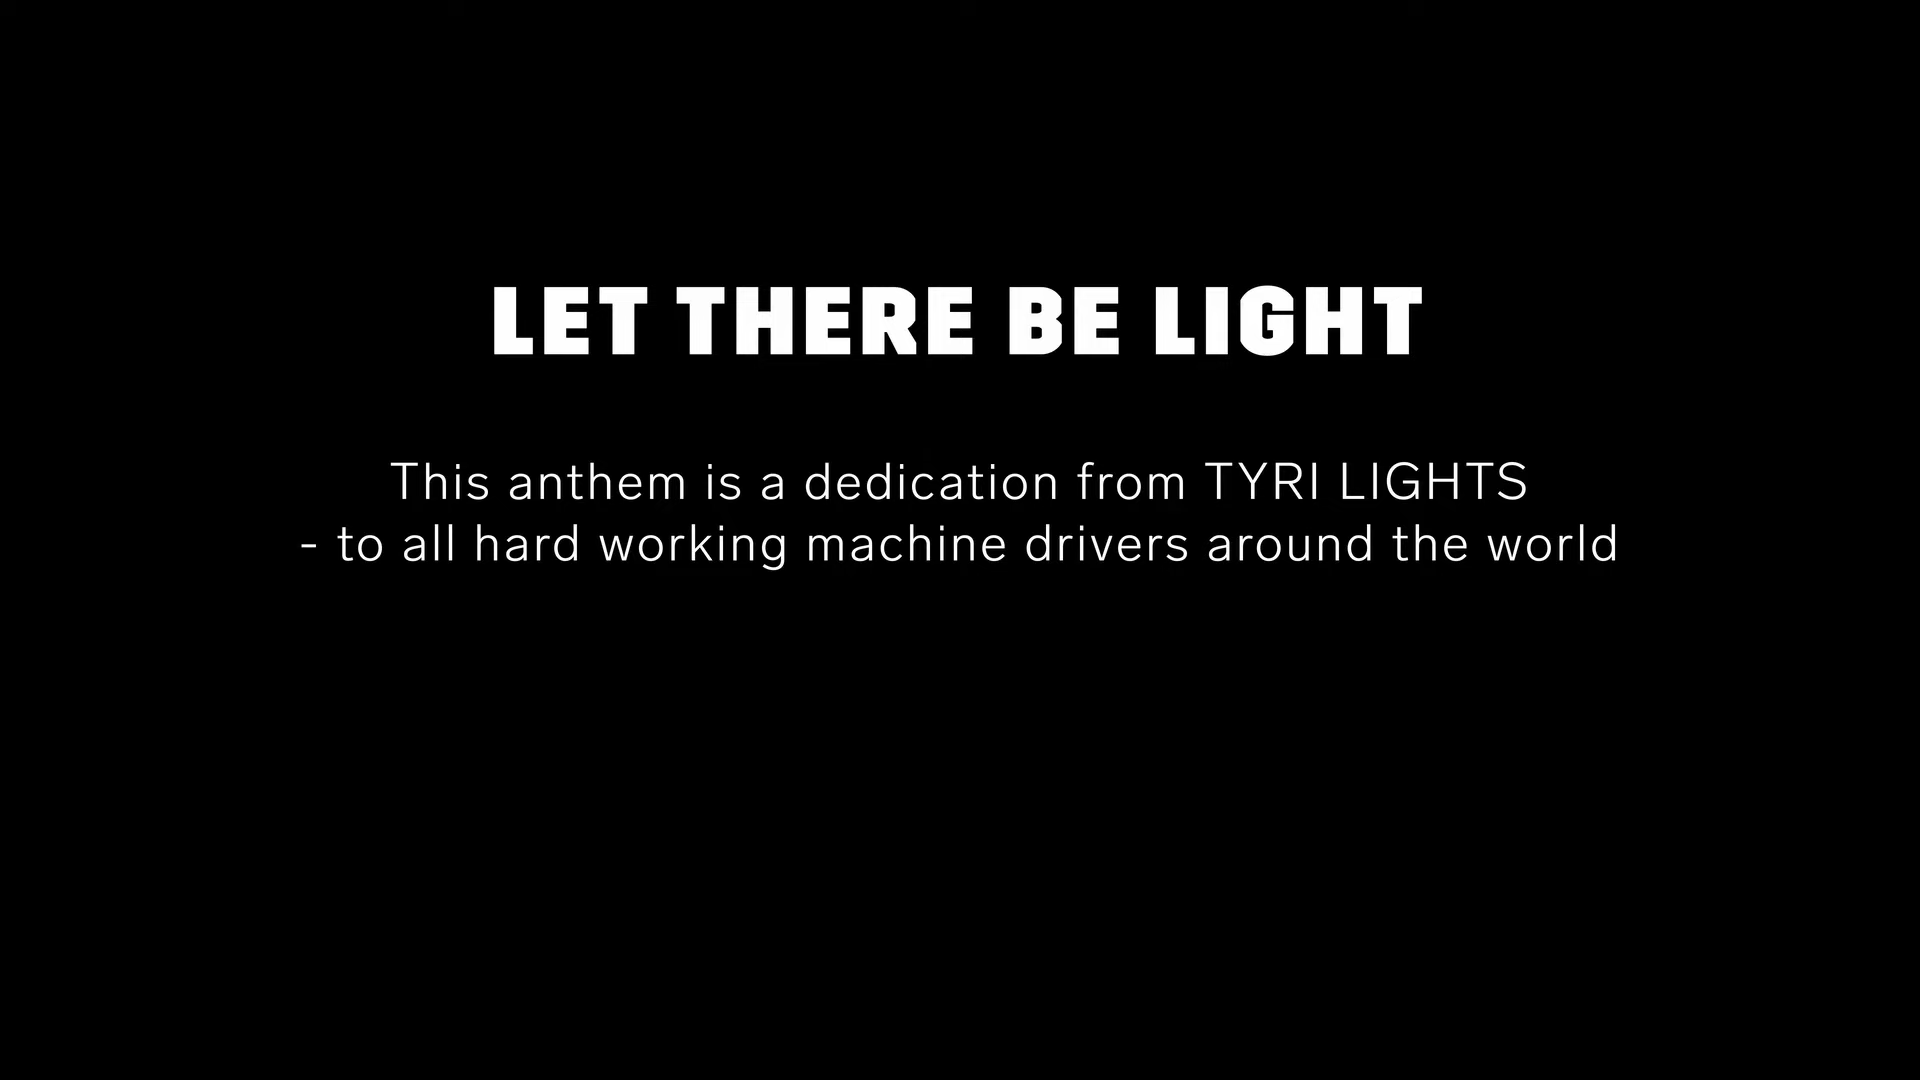 LET THERE BE LIGHT
This anthem is a dedication from TYRI LIGHTS
- to all hard working machine drivers around the world